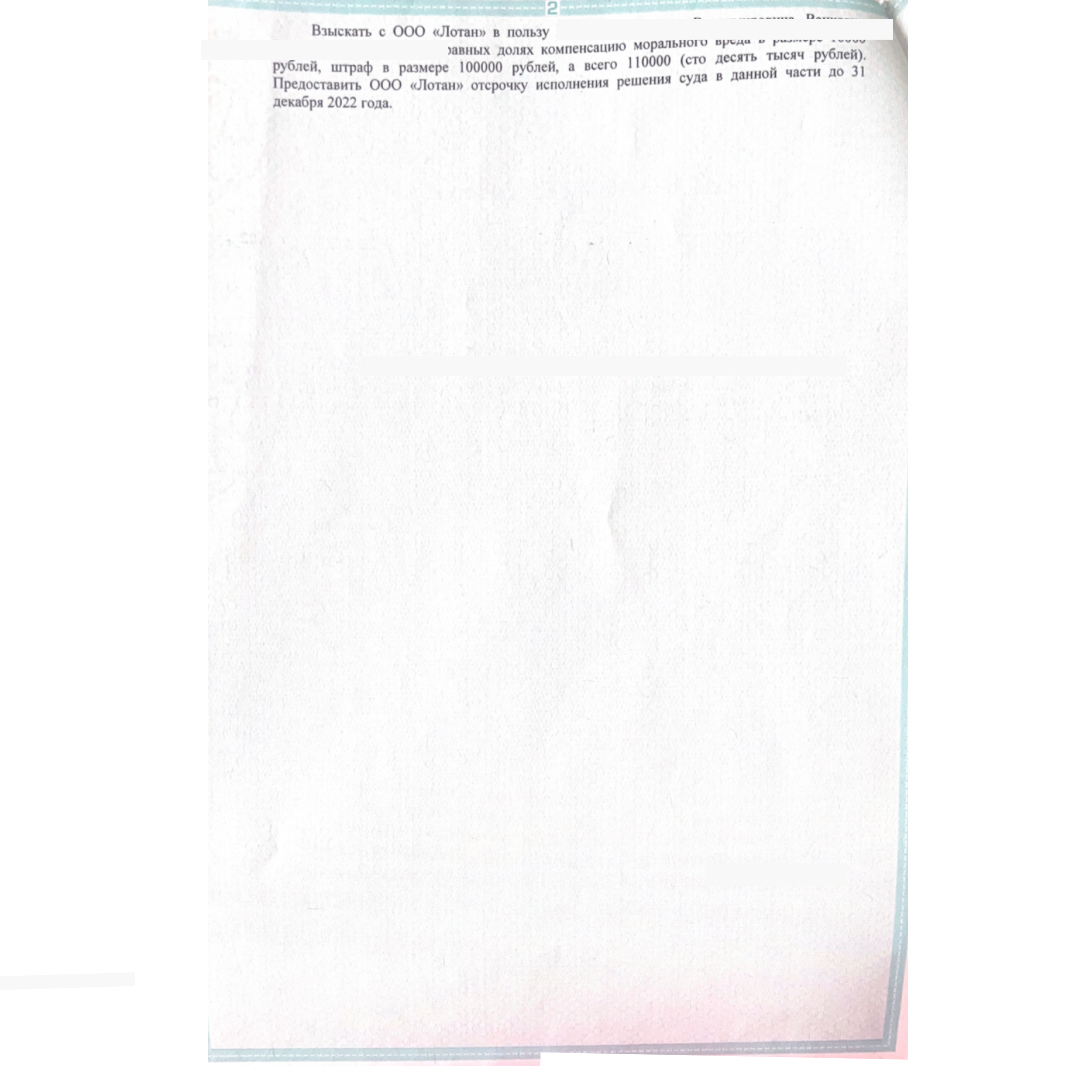 2
Взыскать с ООО «Лотан» в пользу
долях компенсацию морального вреда в размере 10000
рублей, штраф в размере 100000 рублей, а всего 110000 (сто десять тысяч рублей).
Предоставить ООО «Лотан» отсрочку исполнения решения суда в данной части до 31
декабря 2022 года.